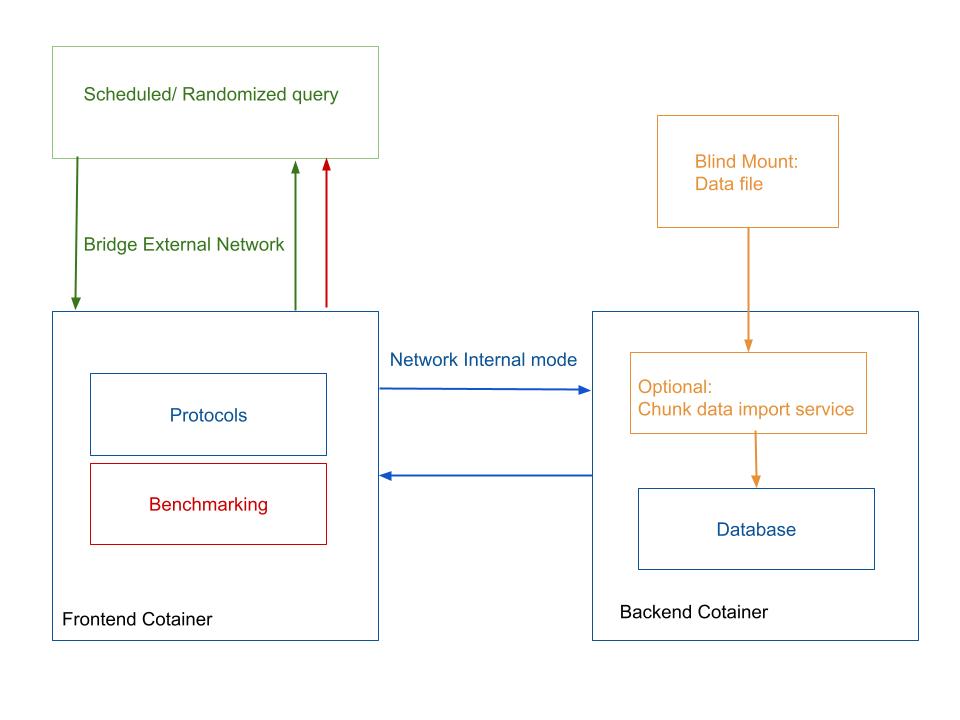 Scheduled/ Randomized query
Blind Mount:
Data file
Bridge External Network
Network Internal mode
Protocols
Benchmarking
Frontend Cotainer
Optional:
Chunk data import service
Database
Backend Cotainer